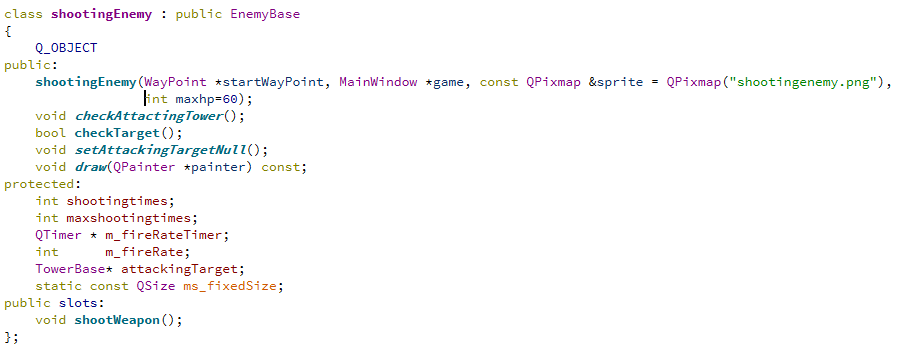 class shootingEnemy : public EnemyBase
{
    Q_OBJECT
public:
    shootingEnemy(WayPoint *startWayPoint, MainWindow *game, const QPixmap &sprite = QPixmap("shootingenemy.png"),
                  int maxhp=60);
    void checkAttactingTower();
    bool checkTarget();
    void setAttackingTargetNull();
    void draw(QPainter *painter) const;
protected:
    int shootingtimes;
    int maxshootingtimes;
    QTimer * m_fireRateTimer;
    int      m_fireRate;
    TowerBase* attackingTarget;
    static const QSize ms_fixedSize;
public slots:
    void shootWeapon();
};